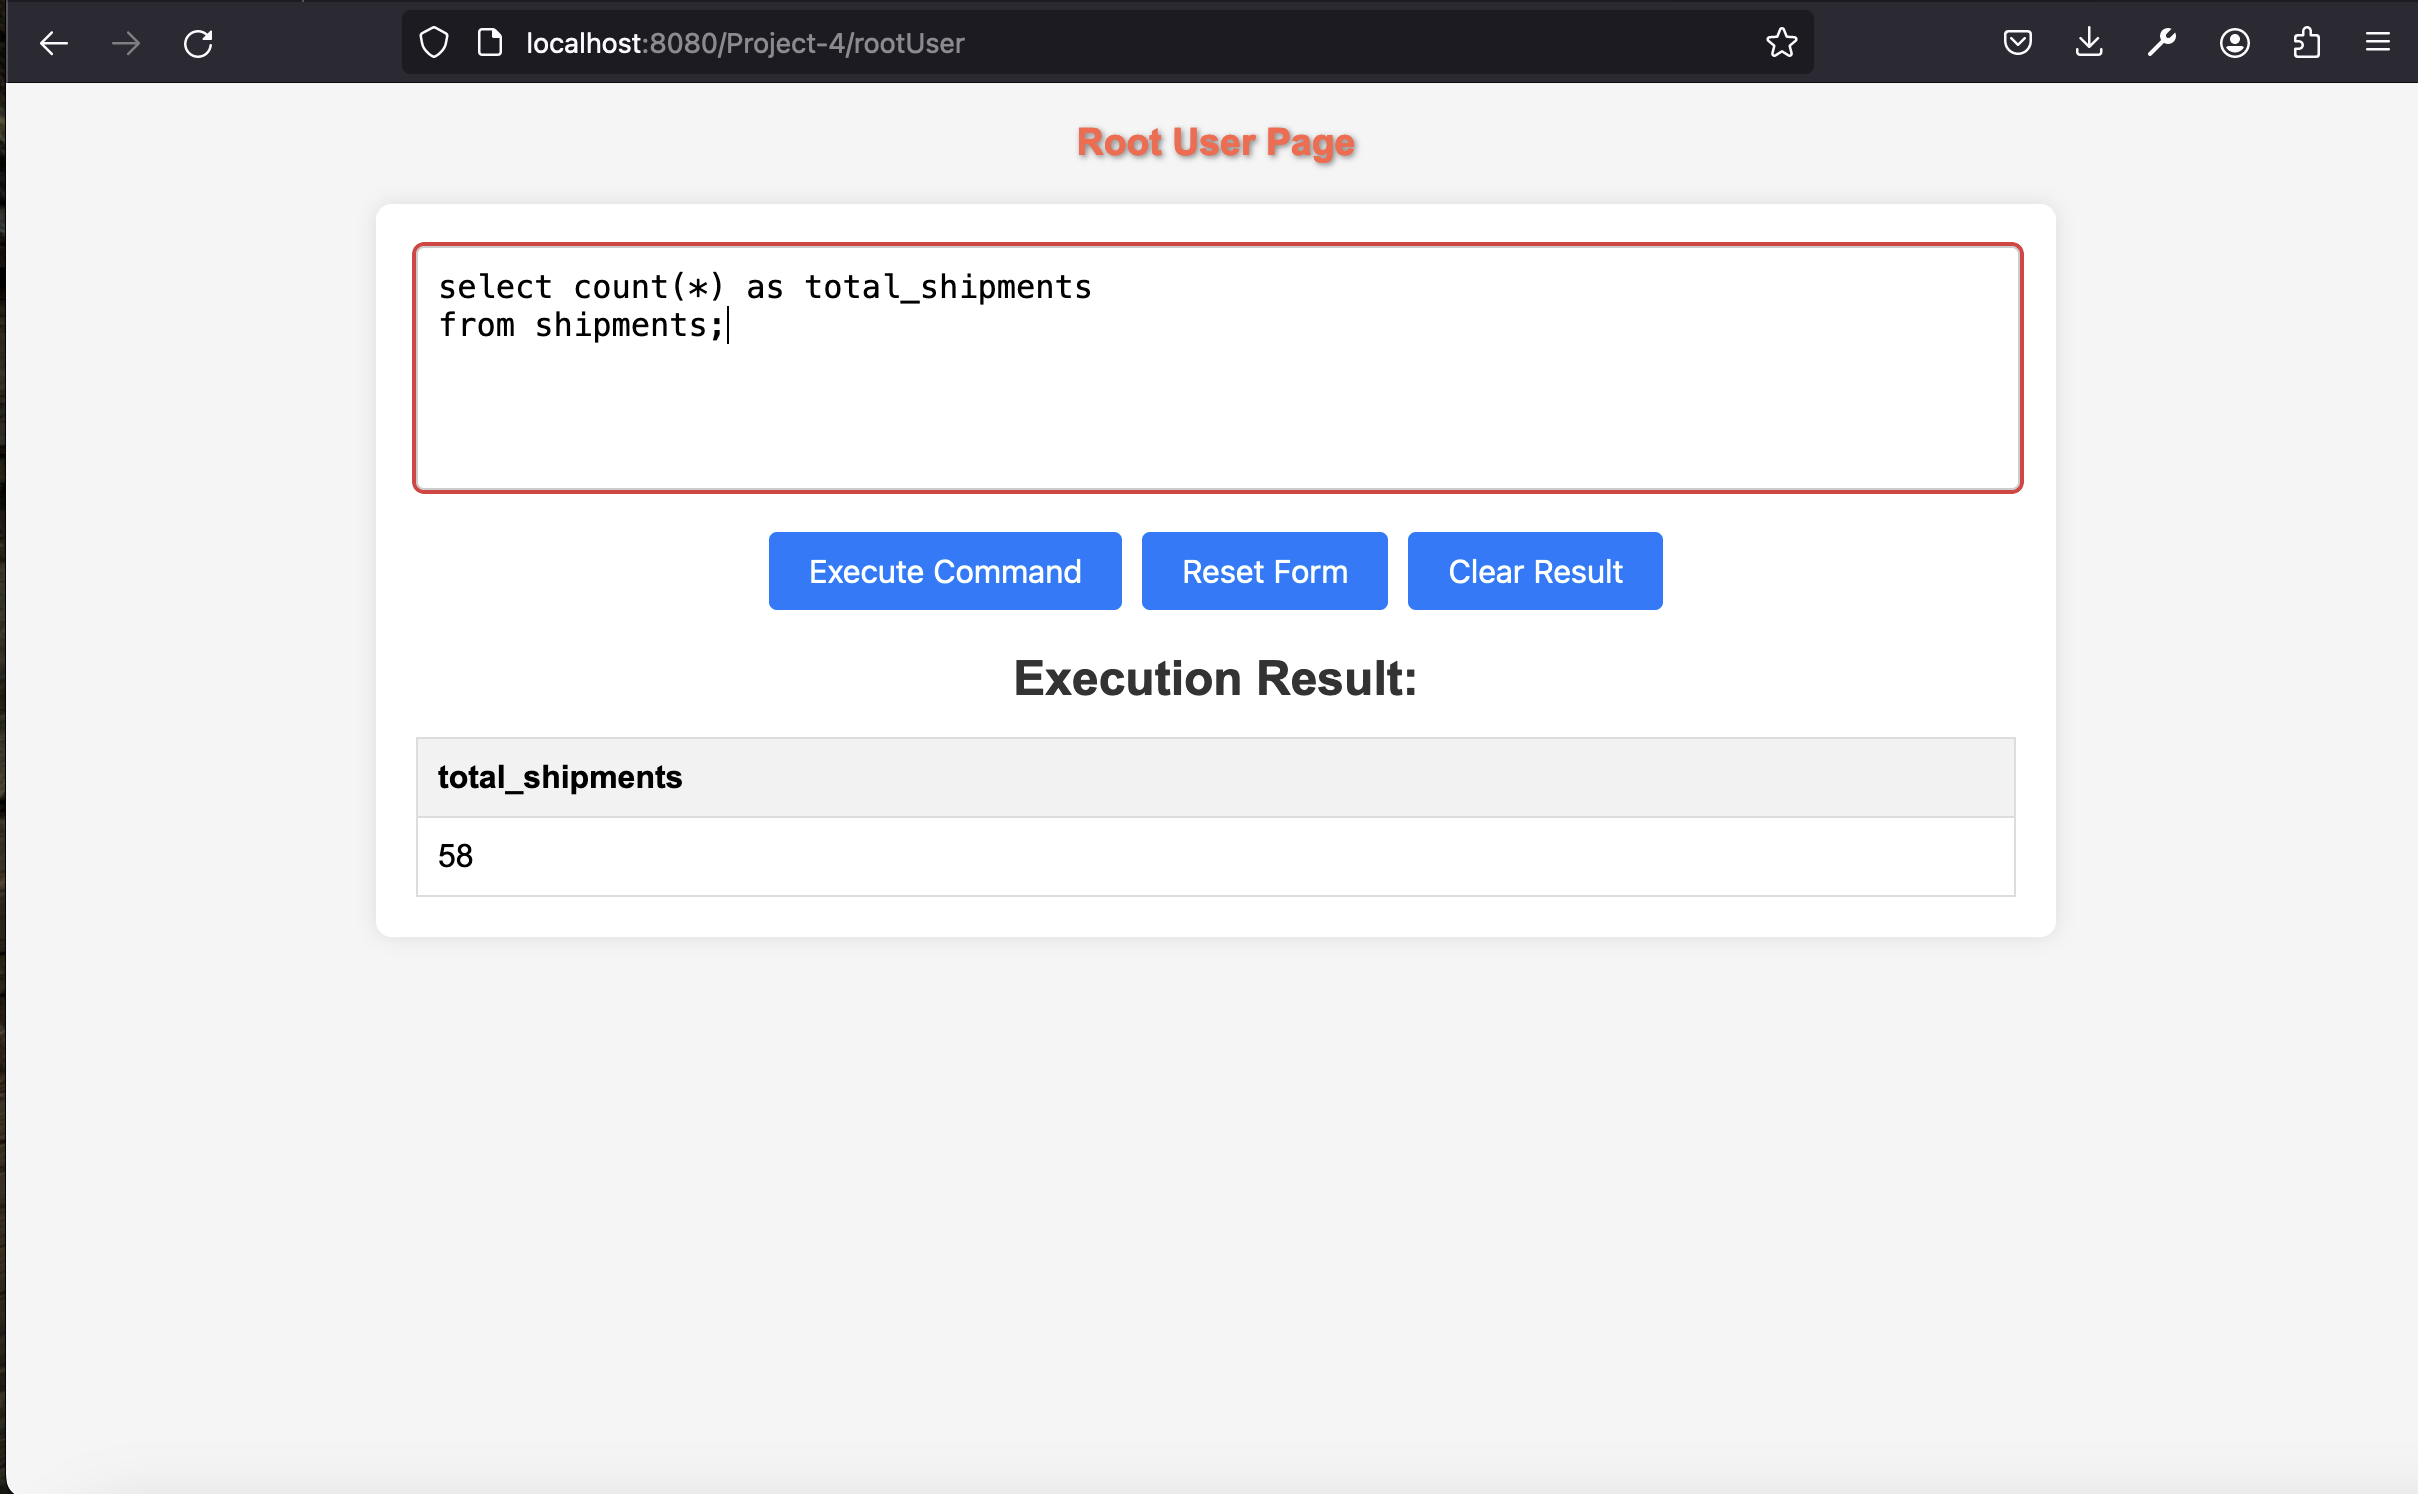 localhost:8080/Project-4/rootUser
Root User Page
select count(*) as total_shipments
from shipments;
Execute Command Reset Form Clear Result
Execution Result:
total_shipments
58